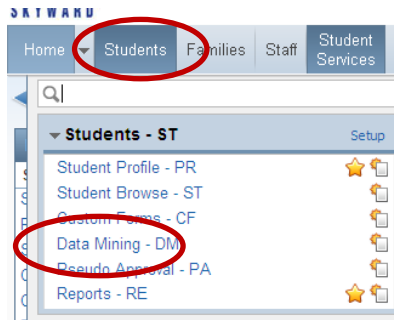 SKYWARD
Home Students Families Staff Student Services
Students - ST Setup
Student Profile - PR
Student Browse - ST
Custom Forms - CF
Data Mining - DM
Pseudo Approval - PA
Reports - RE